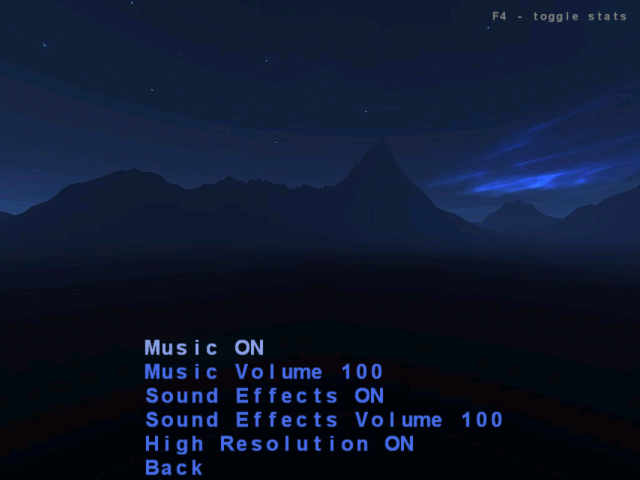 F4 - toggle stats
Music ON
Music Volume 100
Sound Effects ON
Sound Effects Volume 100
High Resolution ON
Back